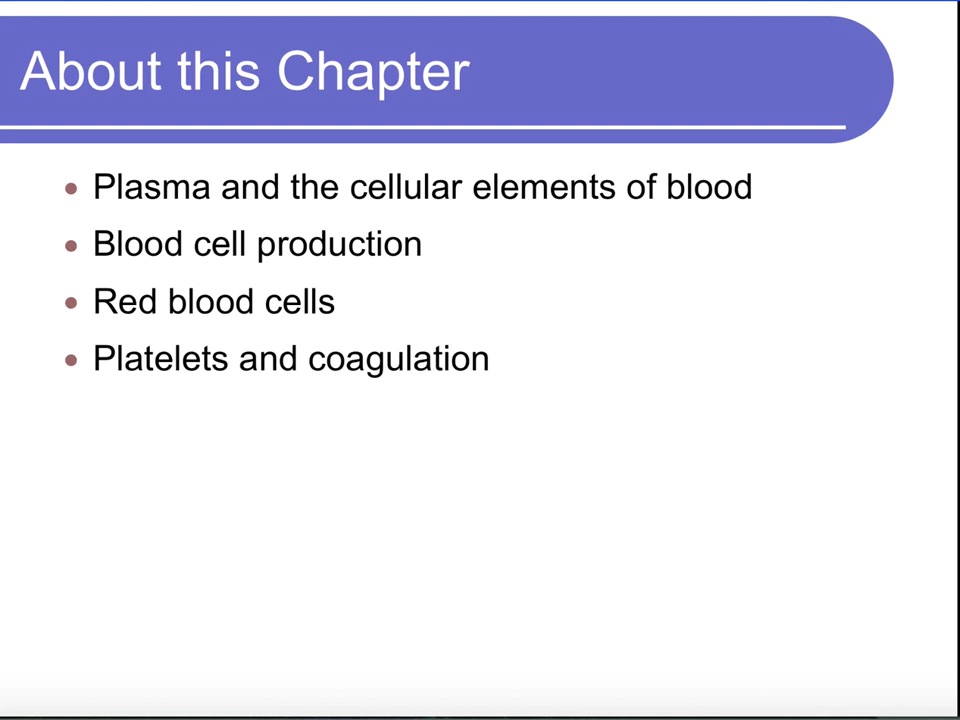 About this Chapter
Plasma and the cellular elements of blood
Blood cell production
Red blood cells
Platelets and coagulation